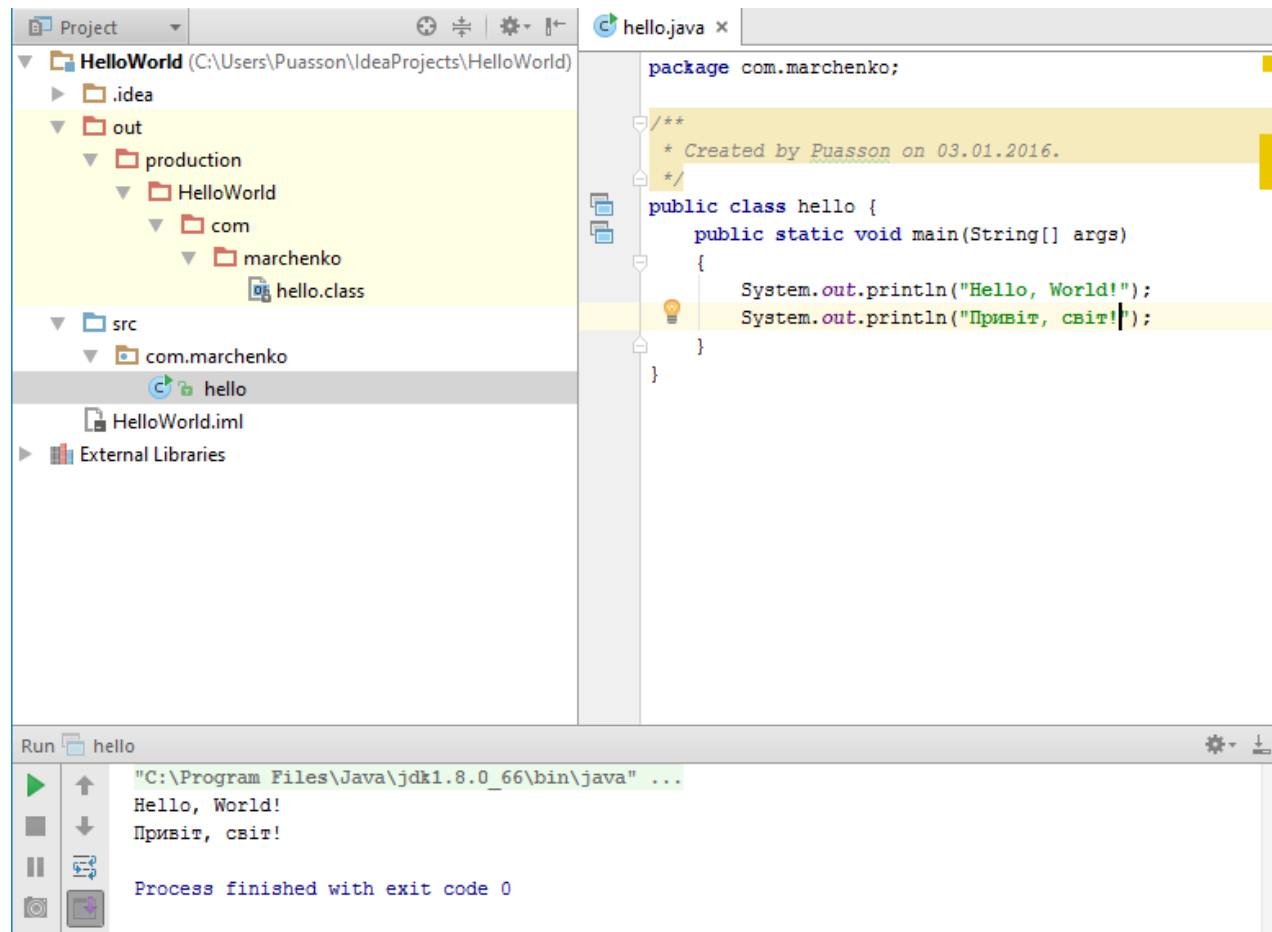 Project
HelloWorld (C:\Users\Puasson\IdeaProjects\HelloWorld)
.idea
out
production
HelloWorld
com
marchenko
hello.class
src
com.marchenko
hello
HelloWorld.iml
External Libraries
hello.java
package com.marchenko;
/**
* Created by Puasson on 03.01.2016.
*/
public class hello {
public static void main(String[] args)
{
System.out.println("Hello, World!");
System.out.println("Привіт, світ!");
}
}
Run hello
"C:\Program Files\Java\jdk1.8.0_66\bin\java" ...
Hello, World!
Привіт, світ!
Process finished with exit code 0